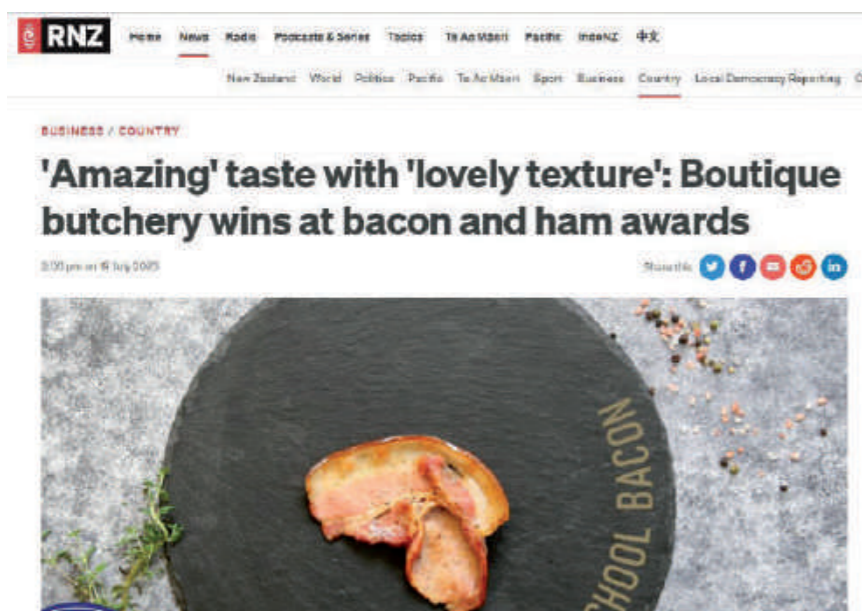 RNZ
Home News Radio Podcasts & Series Topics Te Ao Māori Pacific IndoNZ 中文
New Zealand World Politics Pacific Te Ao Māori Sport Business Country Local Democracy Reporting
BUSINESS / COUNTRY
'Amazing' taste with 'lovely texture': Boutique
butchery wins at bacon and ham awards
Share this
CHOOL BACON